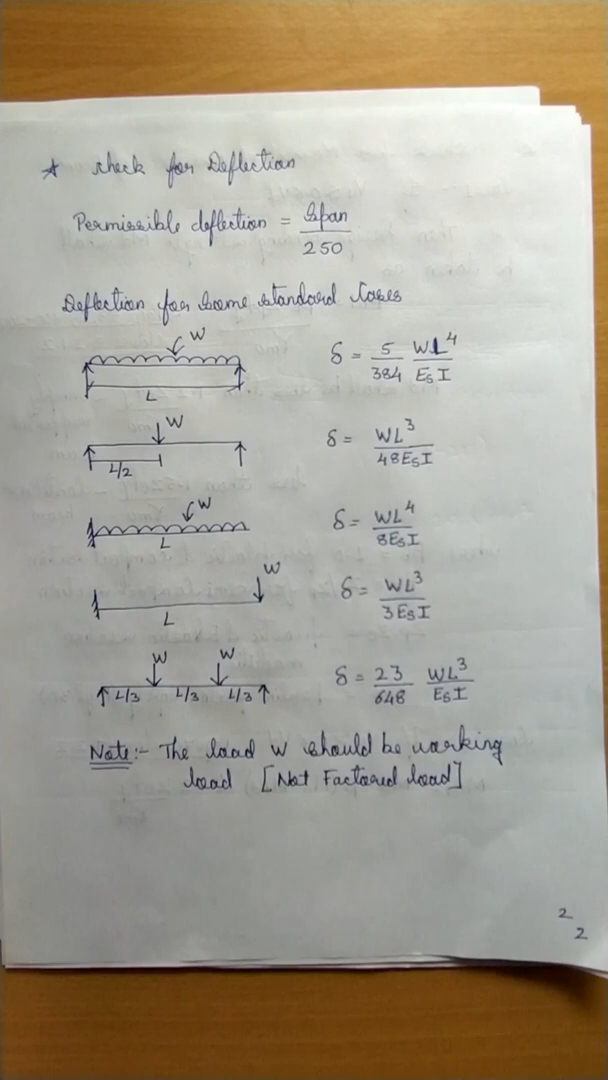 * Check for Deflection
Permissible deflection = Span / 250
Deflection for Some standard Cases
W
L
δ = 5/384 WL⁴/EsI
W
L/2
δ = WL³/48EsI
W
L
δ = WL⁴/8EsI
W
L
δ = WL³/3EsI
W W
L/3 L/3 L/3
δ = 23/648 WL³/EsI
Note:- The load W should be working
load [Not Factored load]
2
2